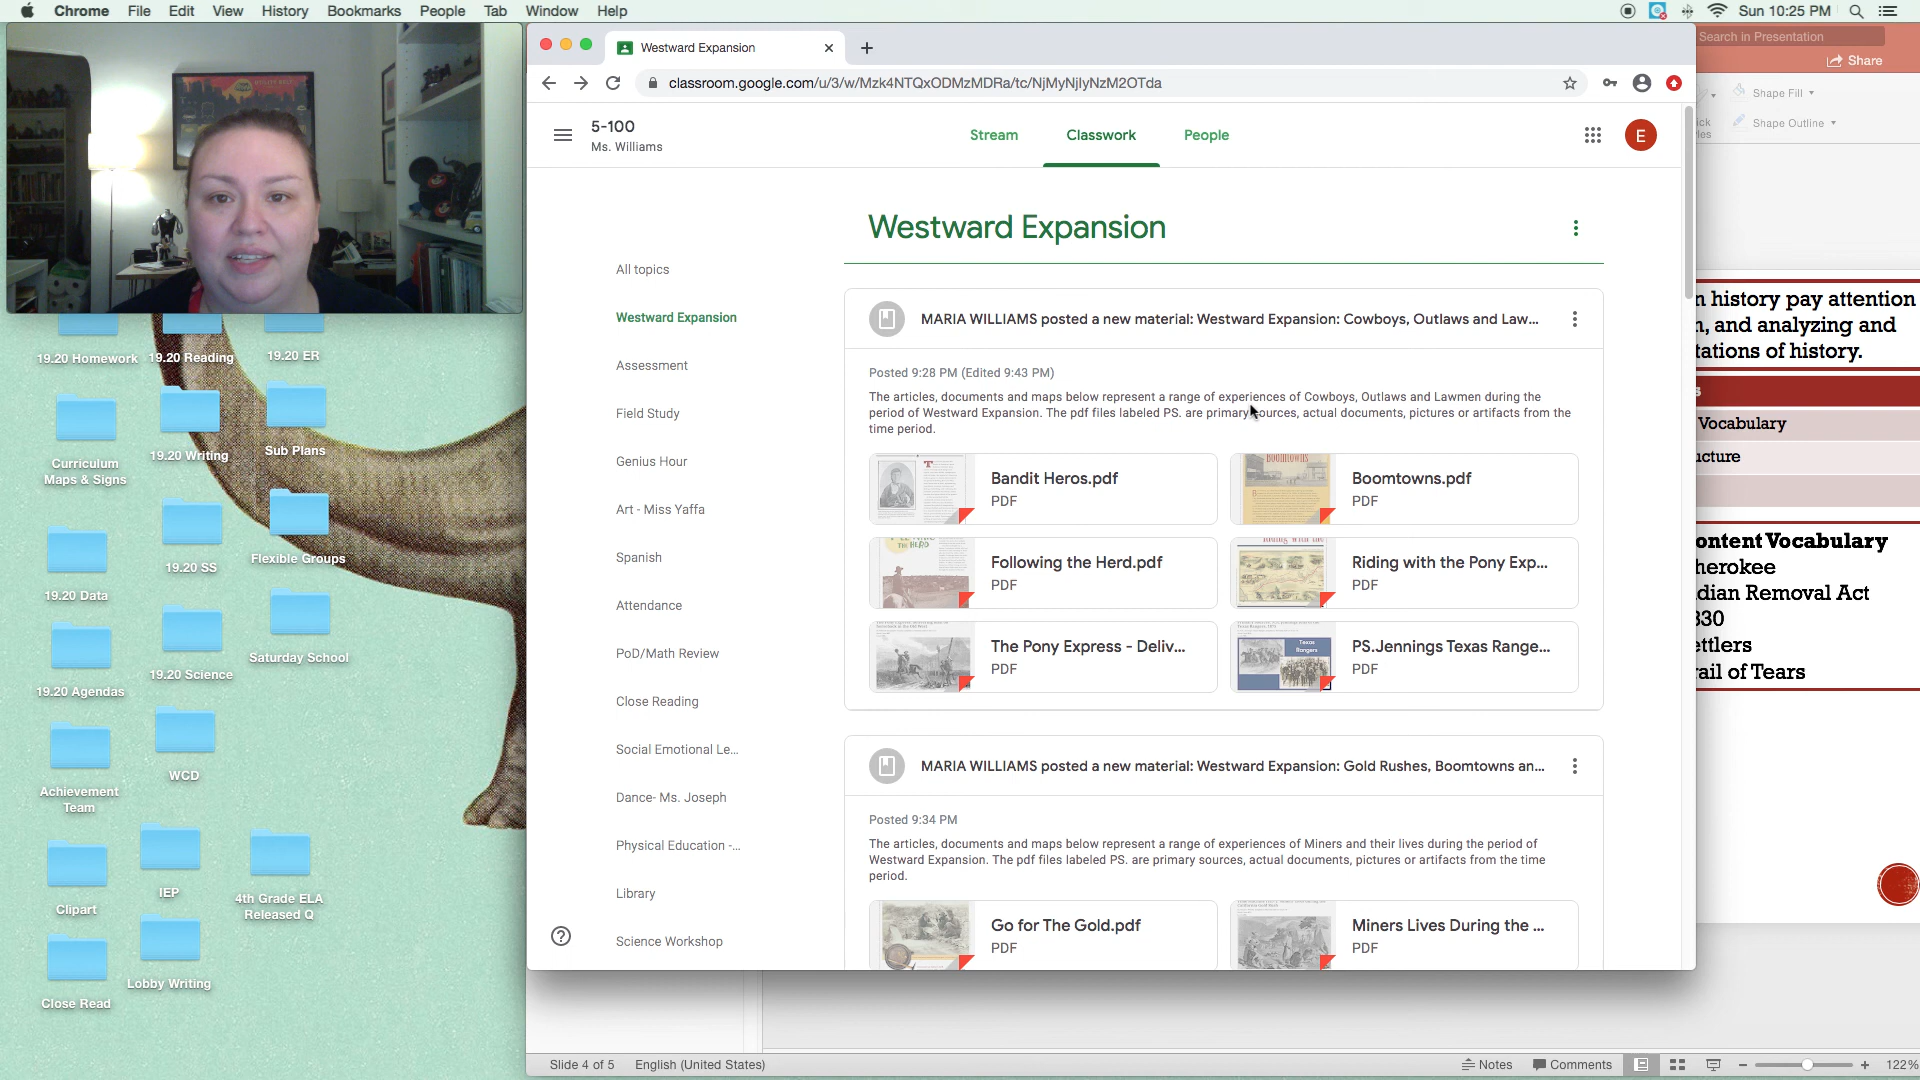 Chrome File Edit View History Bookmarks People Tab Window Help
Sun 10:25 PM
Westward Expansion
classroom.google.com/u/3/w/Mzk4NTQxODMzMDRa/tc/NjMyNjIyNzM2OTda
Search in Presentation
Share
Shape Fill
Shape Outline
5-100
Ms. Williams
Stream Classwork People
E
Westward Expansion
All topics
Westward Expansion
Assessment
Field Study
Genius Hour
Art - Miss Yaffa
Spanish
Attendance
PoD/Math Review
Close Reading
Social Emotional Le...
Dance- Ms. Joseph
Physical Education -...
Library
Science Workshop
MARIA WILLIAMS posted a new material: Westward Expansion: Cowboys, Outlaws and Law...
Posted 9:28 PM (Edited 9:43 PM)
The articles, documents and maps below represent a range of experiences of Cowboys, Outlaws and Lawmen during the
period of Westward Expansion. The pdf files labeled PS. are primary sources, actual documents, pictures or artifacts from the
time period.
Bandit Heros.pdf
PDF
Boomtowns.pdf
PDF
Following the Herd.pdf
PDF
Riding with the Pony Exp...
PDF
The Pony Express - Deliv...
PDF
PS.Jennings Texas Range...
PDF
MARIA WILLIAMS posted a new material: Westward Expansion: Gold Rushes, Boomtowns an...
Posted 9:34 PM
The articles, documents and maps below represent a range of experiences of Miners and their lives during the period of
Westward Expansion. The pdf files labeled PS. are primary sources, actual documents, pictures or artifacts from the time
period.
Go for The Gold.pdf
PDF
Miners Lives During the ...
PDF
n history pay attention
n, and analyzing and
tations of history.
Vocabulary
ucture
ontent Vocabulary
herokee
dian Removal Act
830
ettlers
rail of Tears
19.20 Homework
19.20 Reading
19.20 ER
Curriculum
Maps & Signs
19.20 Writing
Sub Plans
19.20 Data
19.20 SS
Flexible Groups
19.20 Agendas
19.20 Science
Saturday School
Achievement
Team
WCD
Clipart
IEP
4th Grade ELA
Released Q
Close Read
Lobby Writing
Slide 4 of 5 English (United States)
Notes Comments 122%